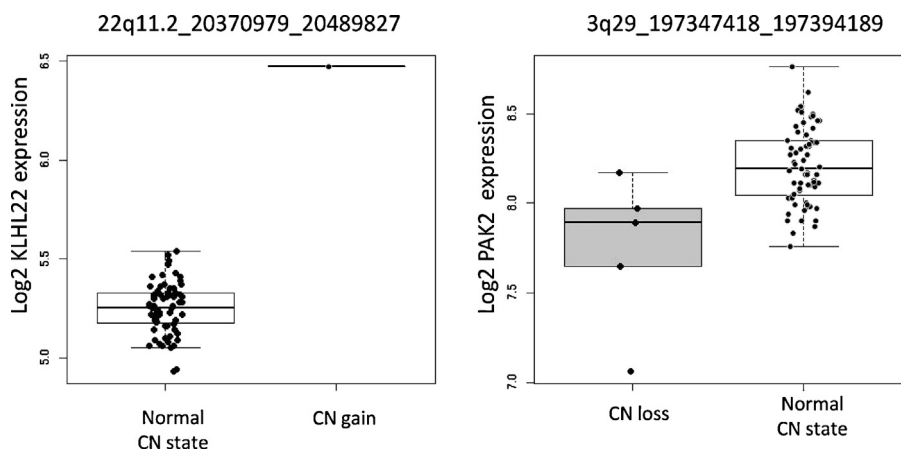 22q11.2_20370979_20489827
Log2 KLHL22 expression
6.5
6.0
5.5
5.0
Normal
CN state
CN gain
3q29_197347418_197394189
Log2 PAK2 expression
8.5
8.0
7.5
7.0
CN loss
Normal
CN state